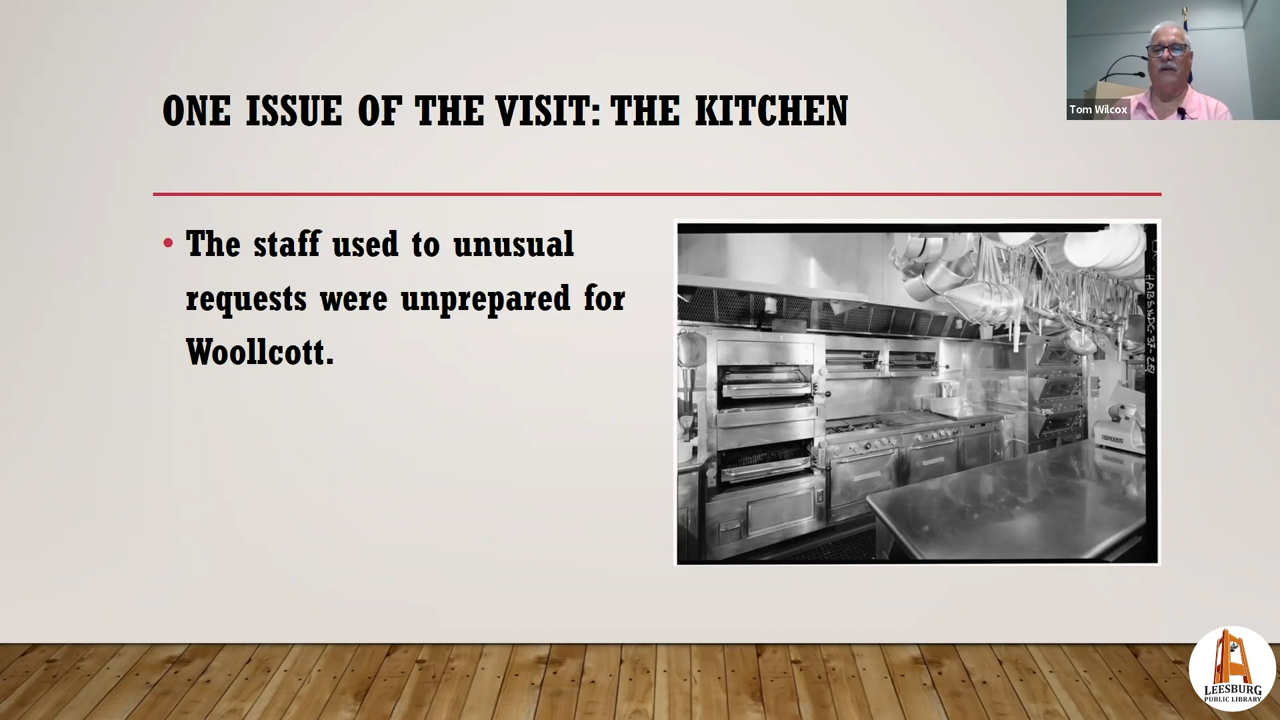 ONE ISSUE OF THE VISIT: THE KITCHEN
Tom Wilcox
• The staff used to unusual
requests were unprepared for
Woollcott.
LEESBURG
PUBLIC LIBRARY